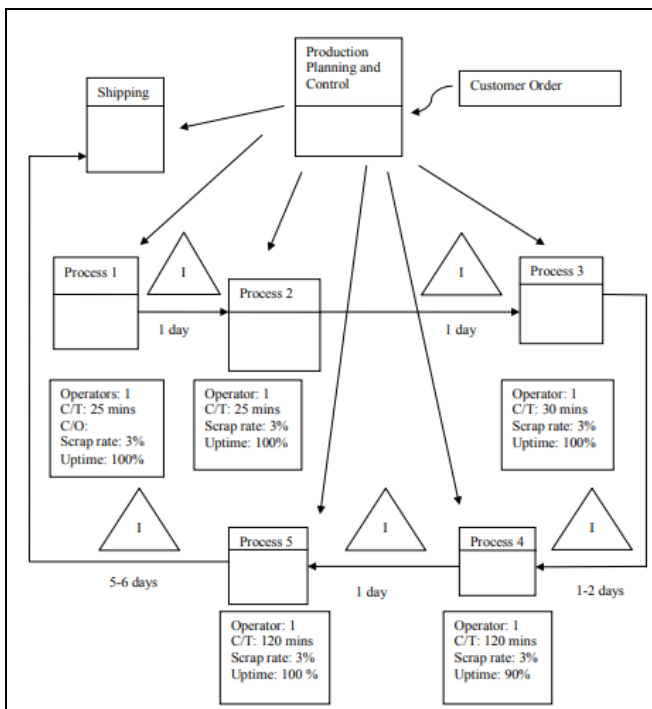 Production
Planning and
Control
Customer Order
Shipping
Process 1
I
1 day
Process 2
I
1 day
Process 3
Operators: 1
C/T: 25 mins
C/O:
Scrap rate: 3%
Uptime: 100%
Operator: 1
C/T: 25 mins
Scrap rate: 3%
Uptime: 100%
Operator: 1
C/T: 30 mins
Scrap rate: 3%
Uptime: 100%
I
5-6 days
Process 5
I
1 day
Process 4
I
1-2 days
Operator: 1
C/T: 120 mins
Scrap rate: 3%
Uptime: 100 %
Operator: 1
C/T: 120 mins
Scrap rate: 3%
Uptime: 90%